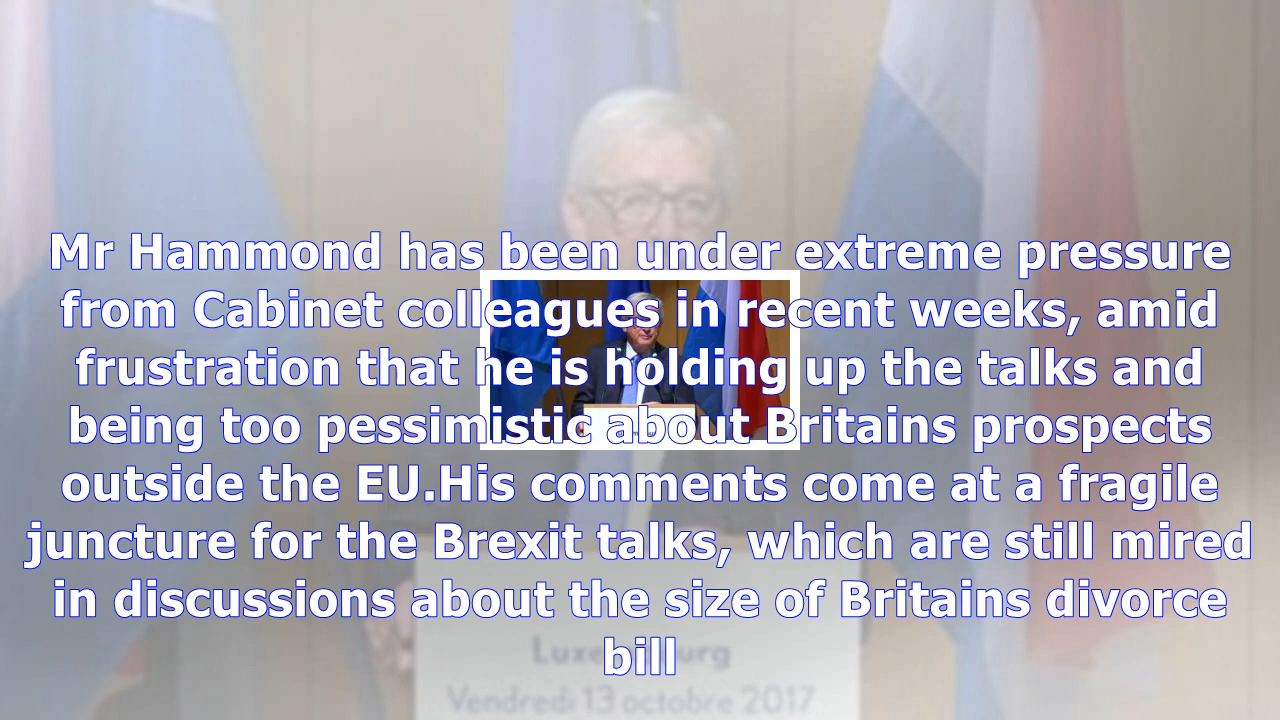 Mr Hammond has been under extreme pressure
from Cabinet colleagues in recent weeks, amid
frustration that he is holding up the talks and
being too pessimistic about Britains prospects
outside the EU.His comments come at a fragile
juncture for the Brexit talks, which are still mired
in discussions about the size of Britains divorce
bill
Vendredi 13 octobre 2017